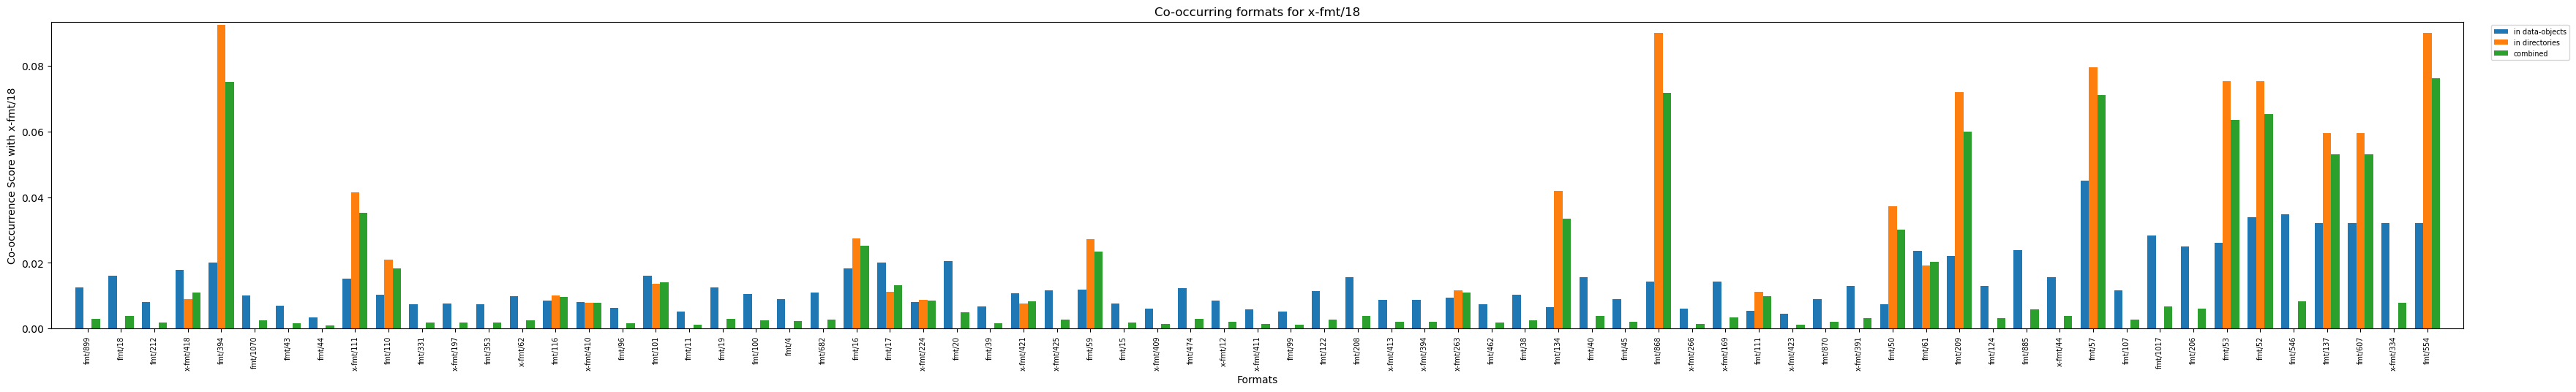 Co-occurring formats for x-fmt/18
in data-objects
in directories
combined
Co-occurrence Score with x-fmt/18
0.08
0.06
0.04
0.02
0.00
fmt/899
fmt/18
fmt/212
x-fmt/418
fmt/394
fmt/1070
fmt/43
fmt/44
x-fmt/111
fmt/110
fmt/331
x-fmt/197
fmt/353
x-fmt/62
fmt/116
x-fmt/410
fmt/96
fmt/101
fmt/11
fmt/19
fmt/100
fmt/4
fmt/682
fmt/16
fmt/17
x-fmt/224
fmt/20
fmt/39
x-fmt/421
x-fmt/425
fmt/59
fmt/15
x-fmt/409
fmt/474
x-fmt/12
x-fmt/411
fmt/99
fmt/122
fmt/208
x-fmt/413
x-fmt/394
x-fmt/263
fmt/462
fmt/38
fmt/134
fmt/40
fmt/45
fmt/868
x-fmt/266
x-fmt/169
fmt/111
x-fmt/423
fmt/870
x-fmt/391
fmt/50
fmt/61
fmt/209
fmt/124
fmt/885
x-fmt/44
fmt/57
fmt/107
fmt/1017
fmt/206
fmt/53
fmt/52
fmt/546
fmt/137
fmt/607
x-fmt/334
fmt/554
Formats